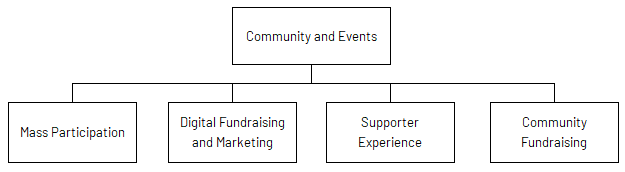 Community and Events
Mass Participation
Digital Fundraising
and Marketing
Supporter
Experience
Community
Fundraising